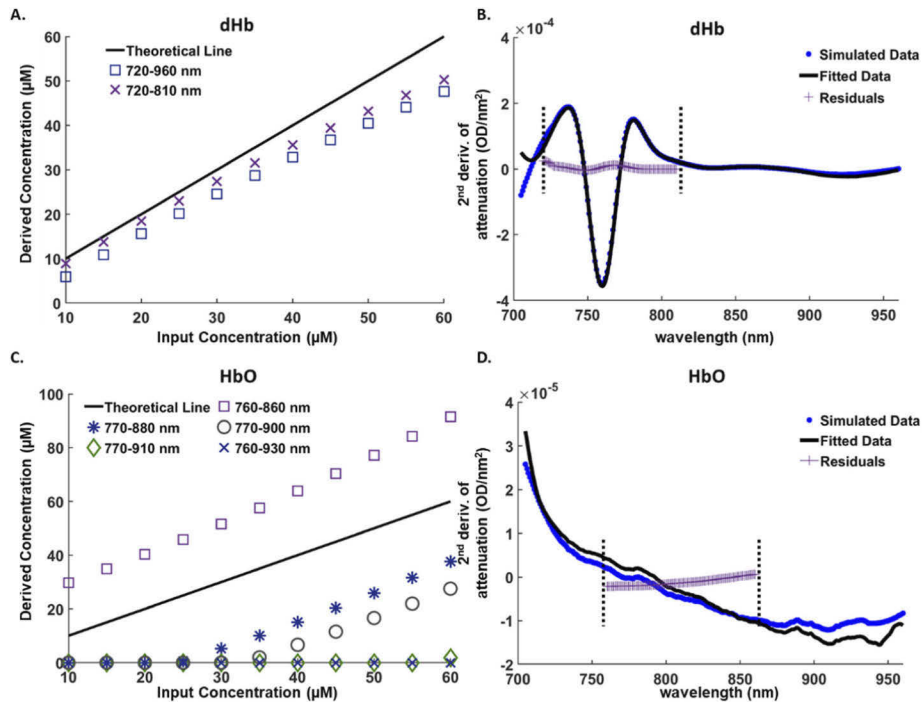 A.
dHb
Derived Concentration (μM)
60
50
40
30
20
10
0
Theoretical Line
720-960 nm
720-810 nm
10 20 30 40 50 60
Input Concentration (μM)
B.
dHb
×10⁻⁴
2ⁿᵈ deriv. of
attenuation (OD/nm²)
4
2
0
-2
-4
Simulated Data
Fitted Data
Residuals
700 750 800 850 900 950
wavelength (nm)
C.
HbO
Derived Concentration (μM)
100
80
60
40
20
0
Theoretical Line 760-860 nm
770-880 nm 770-900 nm
770-910 nm 760-930 nm
10 20 30 40 50 60
Input Concentration (μM)
D.
HbO
×10⁻⁵
2ⁿᵈ deriv. of
attenuation (OD/nm²)
4
2
1
0
-1
-2
Simulated Data
Fitted Data
Residuals
700 750 800 850 900 950
wavelength (nm)